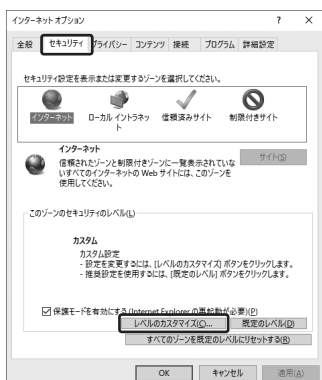 インターネット オプション ? ×
全般 セキュリティ プライバシー コンテンツ 接続 プログラム 詳細設定
セキュリティ設定を表示または変更するゾーンを選択してください。
インターネット ローカル イントラネッ 信頼済みサイト 制限付きサイト
ト
インターネット
信頼されたゾーンと制限付きゾーンに一覧表示されていな サイト(S)
いすべてのインターネットの Web サイトには、このゾーンを
使用してください。
このゾーンのセキュリティのレベル(L)
カスタム
カスタム設定
- 設定を変更するには、[レベルのカスタマイズ] ボタンをクリックします。
- 推奨設定を使用するには、[既定のレベル] ボタンをクリックします。
保護モードを有効にする (Internet Explorer の再起動が必要)(P)
レベルのカスタマイズ(C)... 既定のレベル(D)
すべてのゾーンを既定のレベルにリセットする(R)
OK キャンセル 適用(A)